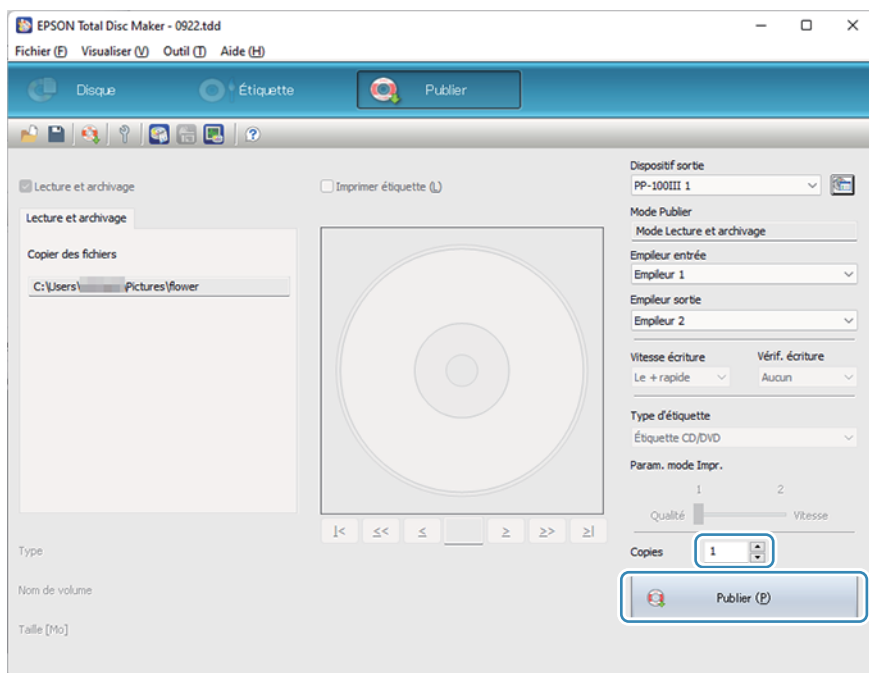 EPSON Total Disc Maker - 0922.tdd
Fichier (F) Visualiser (V) Outil (T) Aide (H)
Disque Étiquette Publier
Lecture et archivage
Imprimer étiquette (L)
Lecture et archivage
Copier des fichiers
C:\Users\ Pictures\flower
|< << < > >> >|
Type
Nom de volume
Taille [Mo]
Dispositif sortie
PP-100III 1
Mode Publier
Mode Lecture et archivage
Empileur entrée
Empileur 1
Empileur sortie
Empileur 2
Vitesse écriture Vérif. écriture
Le + rapide Aucun
Type d'étiquette
Étiquette CD/DVD
Param. mode Impr.
1 2
Qualité Vitesse
Copies 1
Publier (P)